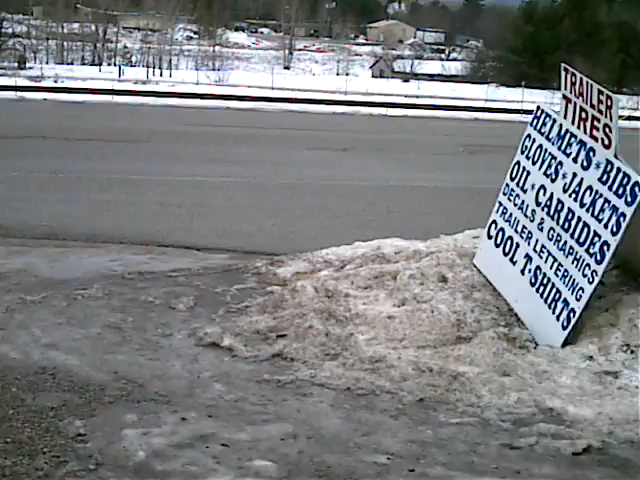 TRAILER
TIRES
HELMETS * BIBS
GLOVES * JACKETS
OIL * CARBIDES
DECALS & GRAPHICS
TRAILER LETTERING
COOL T-SHIRTS